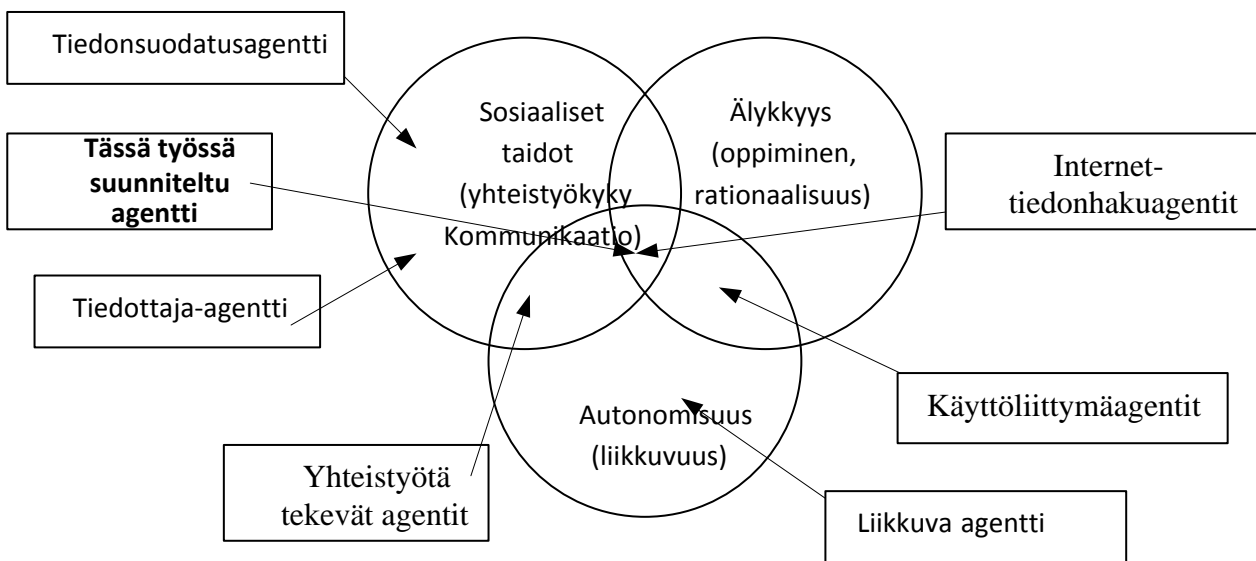 Tiedonsuodatusagentti
Tässä työssä
suunniteltu
agentti
Tiedottaja-agentti
Sosiaaliset
taidot
(yhteistyökyky
Kommunikaatio)
Älykkyys
(oppiminen,
rationaalisuus)
Internet-
tiedonhakuagentit
Käyttöliittymäagentit
Autonomisuus
(liikkuvuus)
Yhteistyötä
tekevät agentit
Liikkuva agentti